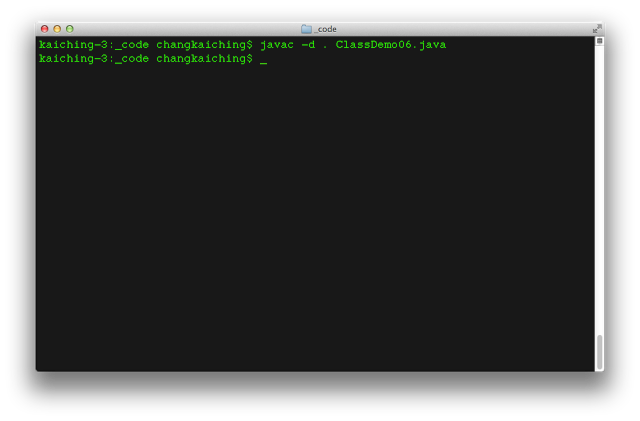 _code
kaiching-3:_code changkaiching$ javac -d . ClassDemo06.java
kaiching-3:_code changkaiching$ _